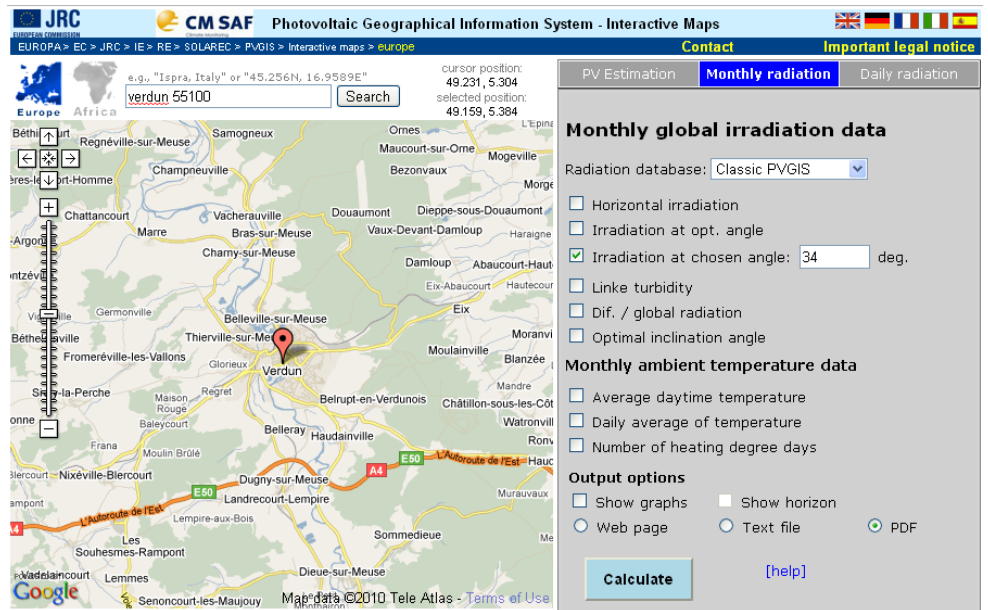 JRC
EUROPEAN COMMISSION
CM SAF
Climate Monitoring
Photovoltaic Geographical Information System - Interactive Maps
EUROPA > EC > JRC > IE > RE > SOLAREC > PVGIS > Interactive maps > europe
Contact
Important legal notice
Europe
Africa
e.g., "Ispra, Italy" or "45.256N, 16.9589E"
verdun 55100
Search
cursor position:
49.231, 5.304
selected position:
49.159, 5.384
Samogneux
Ornes
Regnéville-sur-Meuse
Maucourt-sur-Orne
Mogeville
Champneuville
Bezonvaux
Chattancourt
Vacherauville
Douaumont
Dieppe-sous-Douaumont
Marre
Bras-sur-Meuse
Vaux-Devant-Damloup
Haraigne
Charny-sur-Meuse
Damloup
Abaucourt-Haut
Eix-Abaucourt
Hautecour
Germonville
Eix
Belleville-sur-Meuse
Thierville-sur-Me
Moranvi
Fromeréville-les-Vallons
Glorieux
Verdun
Moulainville
Blanzée
Mandre
la-Perche
Maison
Rouge
Regret
Belrupt-en-Verdunois
Châtillon-sous-les-Côt
Baleycourt
Watronvill
Belleray
Haudainville
Ronv
Frana
Moulin Brûlé
E50
L'Autoroute de l'Est
Haud
A4
Nixéville-Blercourt
Dugny-sur-Meuse
E50
Landrecourt-Lempire
Murauvaux
L'Autoroute de l'Est
Lempire-aux-Bois
Sommedieue
Les
Souhesmes-Rampont
Dieue-sur-Meuse
Vadelaincourt
Lemmes
Google
Senoncourt-les-Maujouy
Map data ©2010 Tele Atlas - Terms of Use
PV Estimation
Monthly radiation
Daily radiation
Monthly global irradiation data
Radiation database: Classic PVGIS
Horizontal irradiation
Irradiation at opt. angle
Irradiation at chosen angle: 34 deg.
Linke turbidity
Dif. / global radiation
Optimal inclination angle
Monthly ambient temperature data
Average daytime temperature
Daily average of temperature
Number of heating degree days
Output options
Show graphs
Show horizon
Web page
Text file
PDF
Calculate
[help]